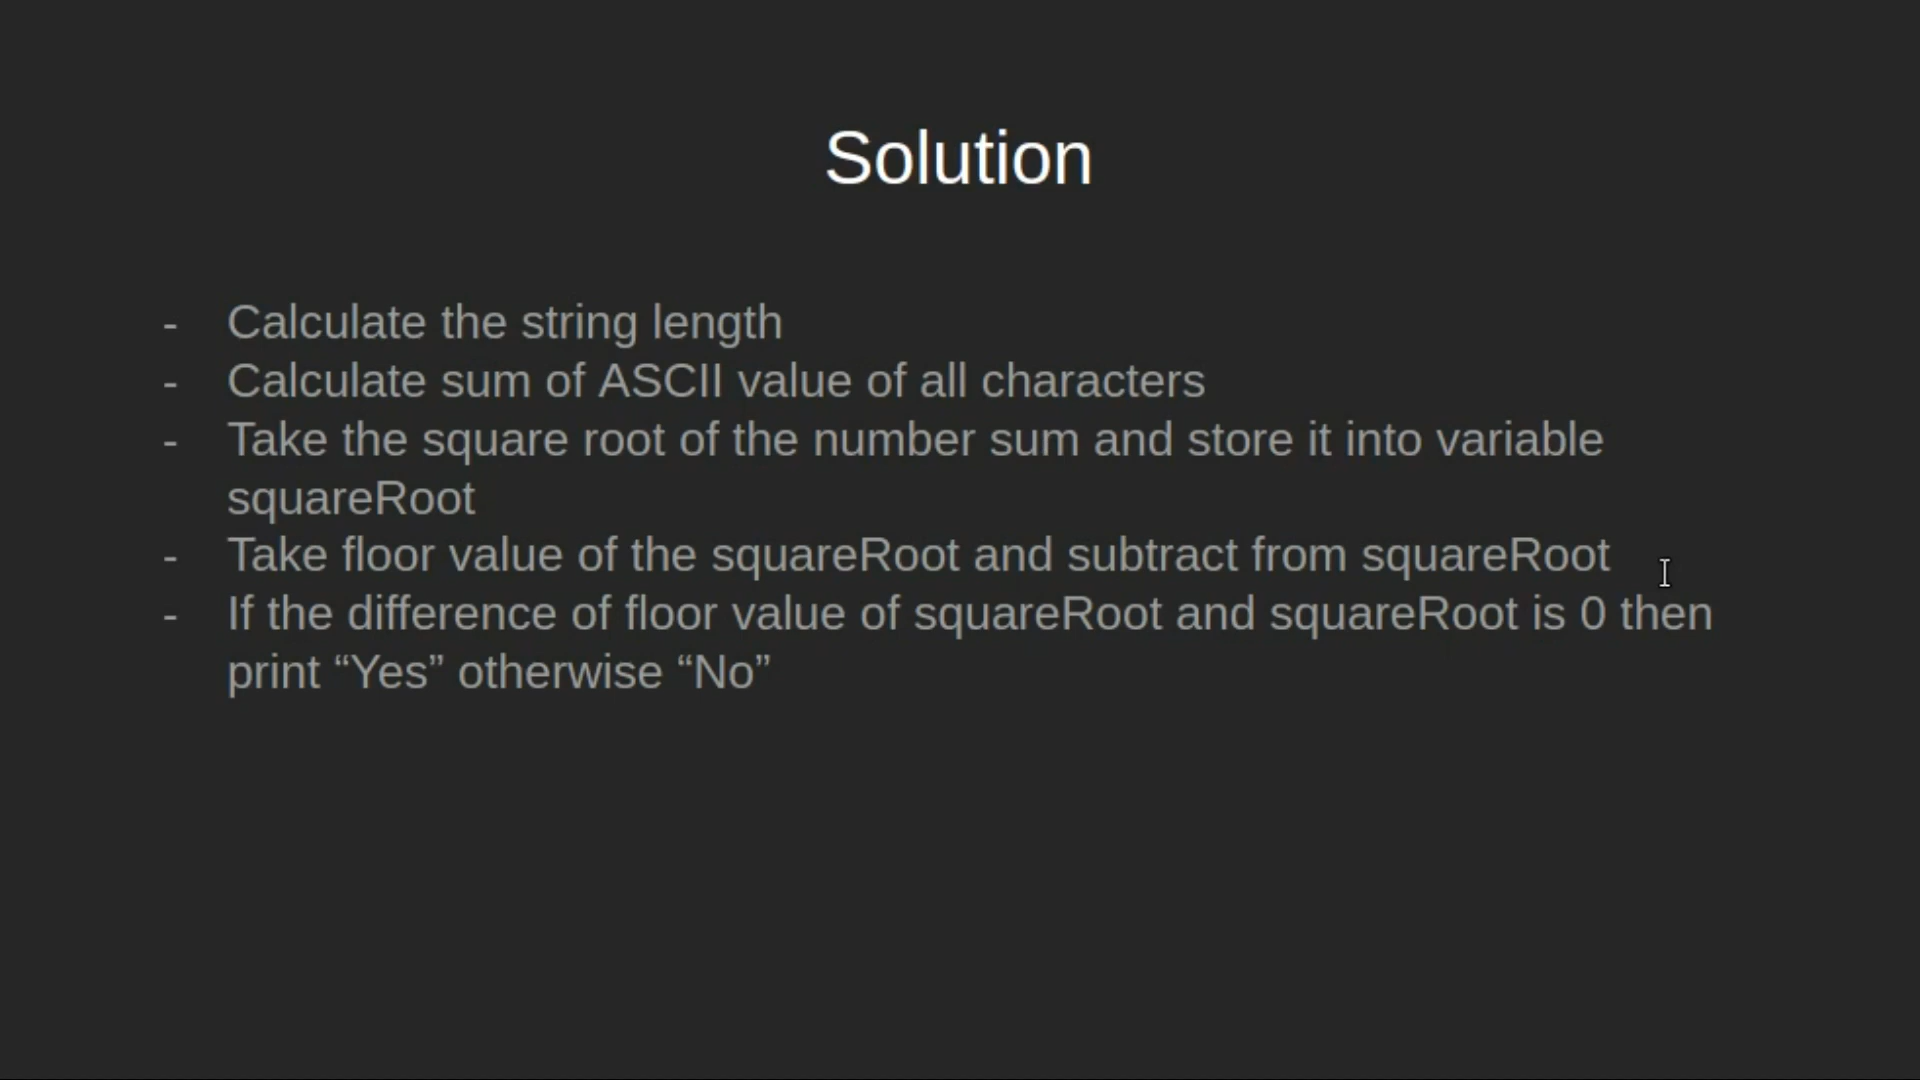 Solution
- Calculate the string length
- Calculate sum of ASCII value of all characters
- Take the square root of the number sum and store it into variable
squareRoot
- Take floor value of the squareRoot and subtract from squareRoot
- If the difference of floor value of squareRoot and squareRoot is 0 then
print “Yes” otherwise “No”